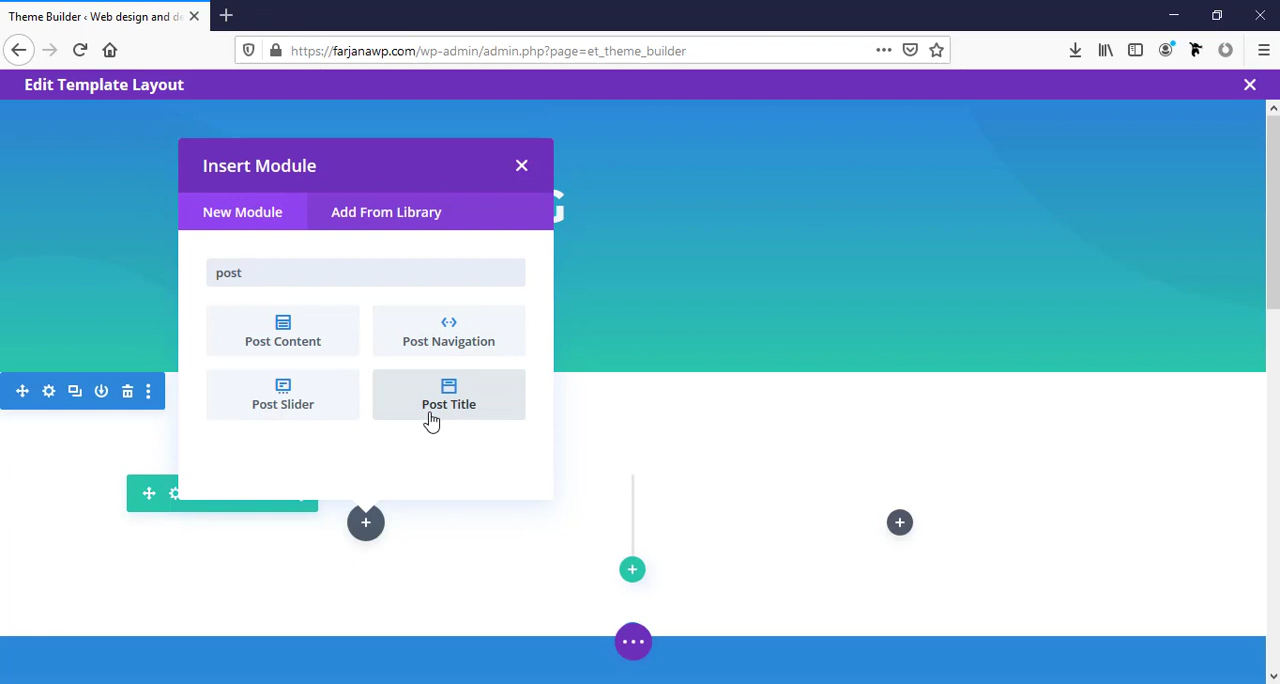 Theme Builder ‹ Web design and de
https://farjanawp.com/wp-admin/admin.php?page=et_theme_builder
Edit Template Layout
Insert Module
G
New Module
Add From Library
post
Post Content
Post Navigation
Post Slider
Post Title